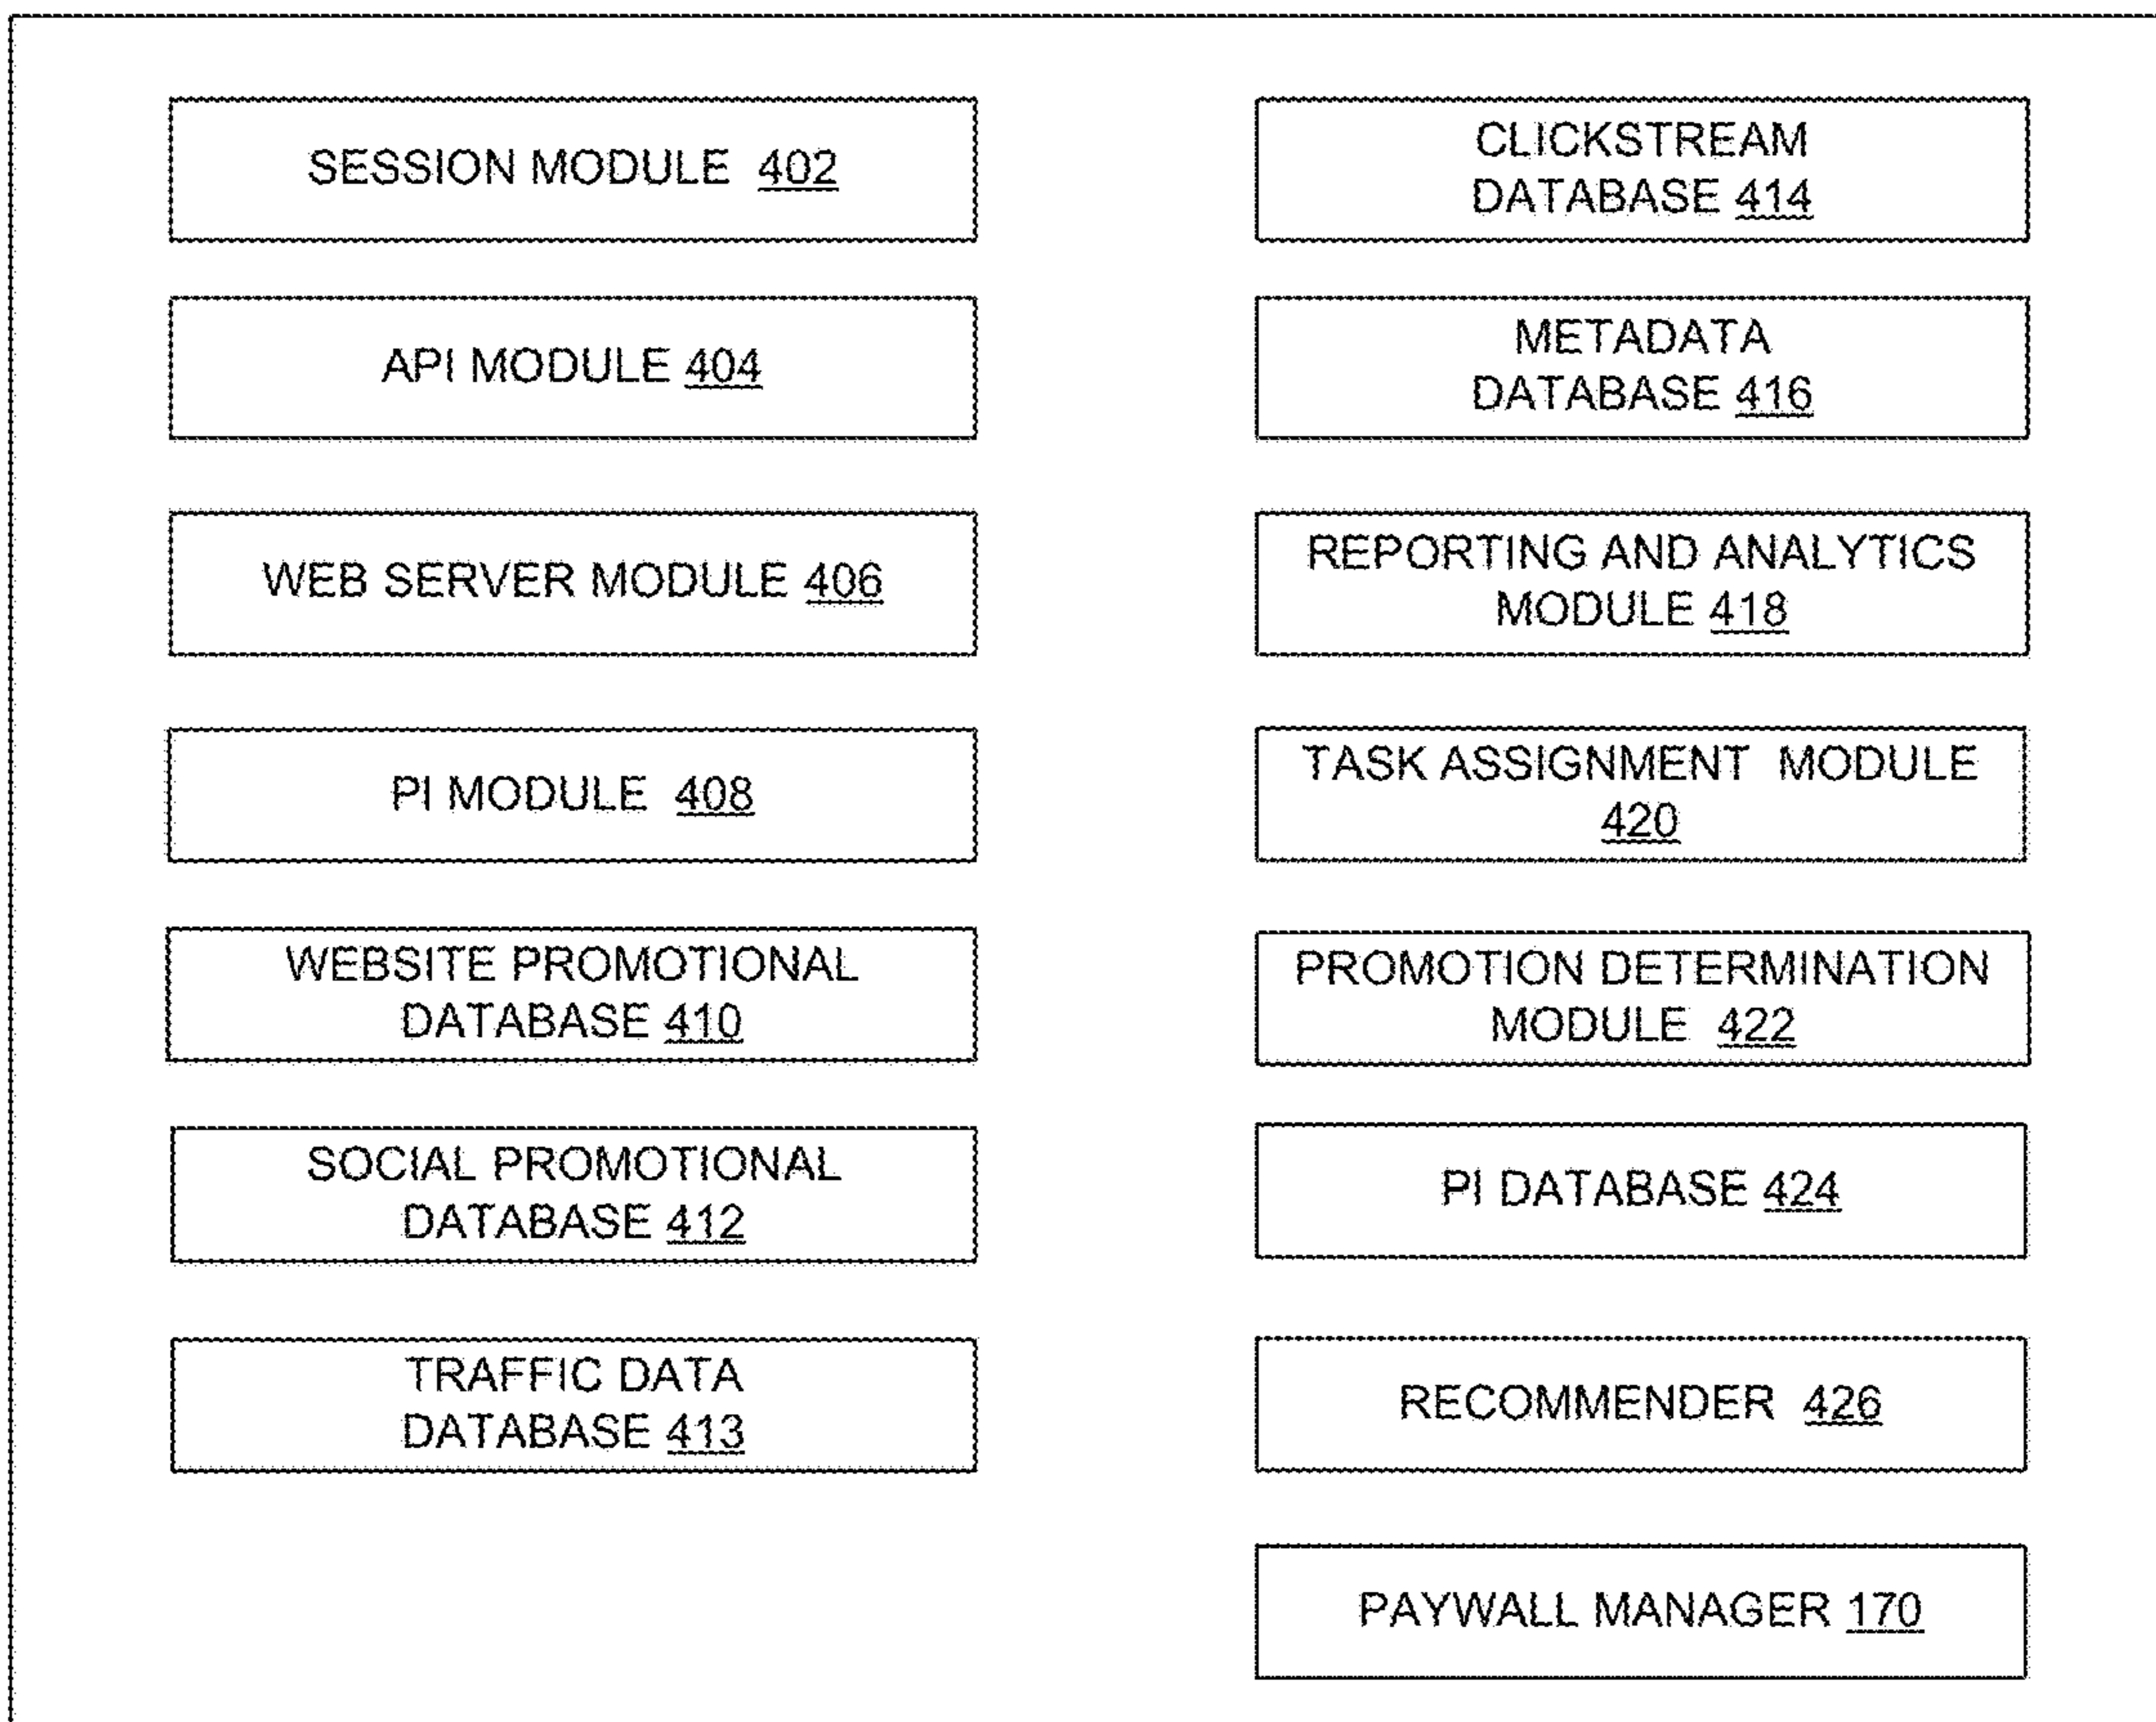 SESSION MODULE 402
API MODULE 404
WEB SERVER MODULE 406
PI MODULE 408
WEBSITE PROMOTIONAL
DATABASE 410
SOCIAL PROMOTIONAL
DATABASE 412
TRAFFIC DATA
DATABASE 413
CLICKSTREAM
DATABASE 414
METADATA
DATABASE 416
REPORTING AND ANALYTICS
MODULE 418
TASK ASSIGNMENT MODULE
420
PROMOTION DETERMINATION
MODULE 422
PI DATABASE 424
RECOMMENDER 426
PAYWALL MANAGER 170